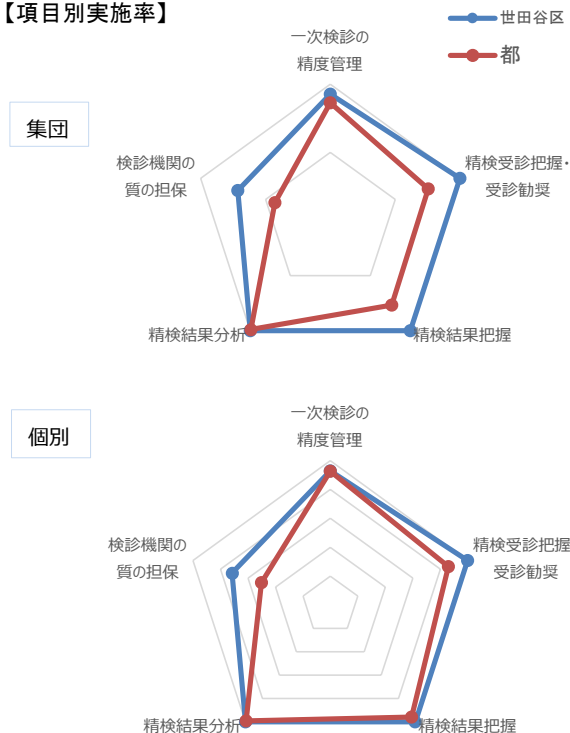 【項目別実施率】
世田谷区
都
集団
一次検診の
精度管理
精検受診把握・
受診勧奨
精検結果把握
精検結果分析
検診機関の
質の担保
個別
一次検診の
精度管理
精検受診把握
受診勧奨
精検結果把握
精検結果分析
検診機関の
質の担保